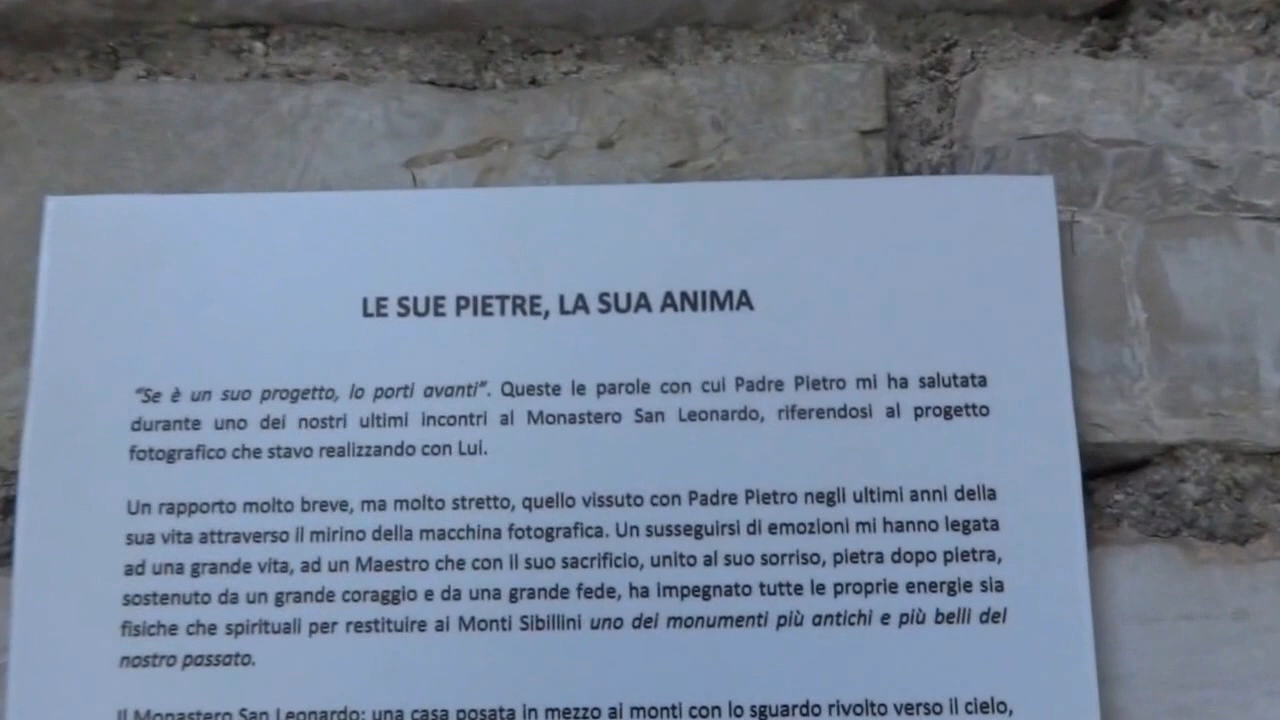 LE SUE PIETRE, LA SUA ANIMA
"Se è un suo progetto, lo porti avanti". Queste le parole con cui Padre Pietro mi ha salutata
durante uno dei nostri ultimi incontri al Monastero San Leonardo, riferendosi al progetto
fotografico che stavo realizzando con Lui.
Un rapporto molto breve, ma molto stretto, quello vissuto con Padre Pietro negli ultimi anni della
sua vita attraverso il mirino della macchina fotografica. Un susseguirsi di emozioni mi hanno legata
ad una grande vita, ad un Maestro che con il suo sacrificio, unito al suo sorriso, pietra dopo pietra,
sostenuto da un grande coraggio e da una grande fede, ha impegnato tutte le proprie energie sia
fisiche che spirituali per restituire ai Monti Sibillini uno dei monumenti più antichi e più belli del
nostro passato.
Il Monastero San Leonardo: una casa posata in mezzo ai monti con lo sguardo rivolto verso il cielo,